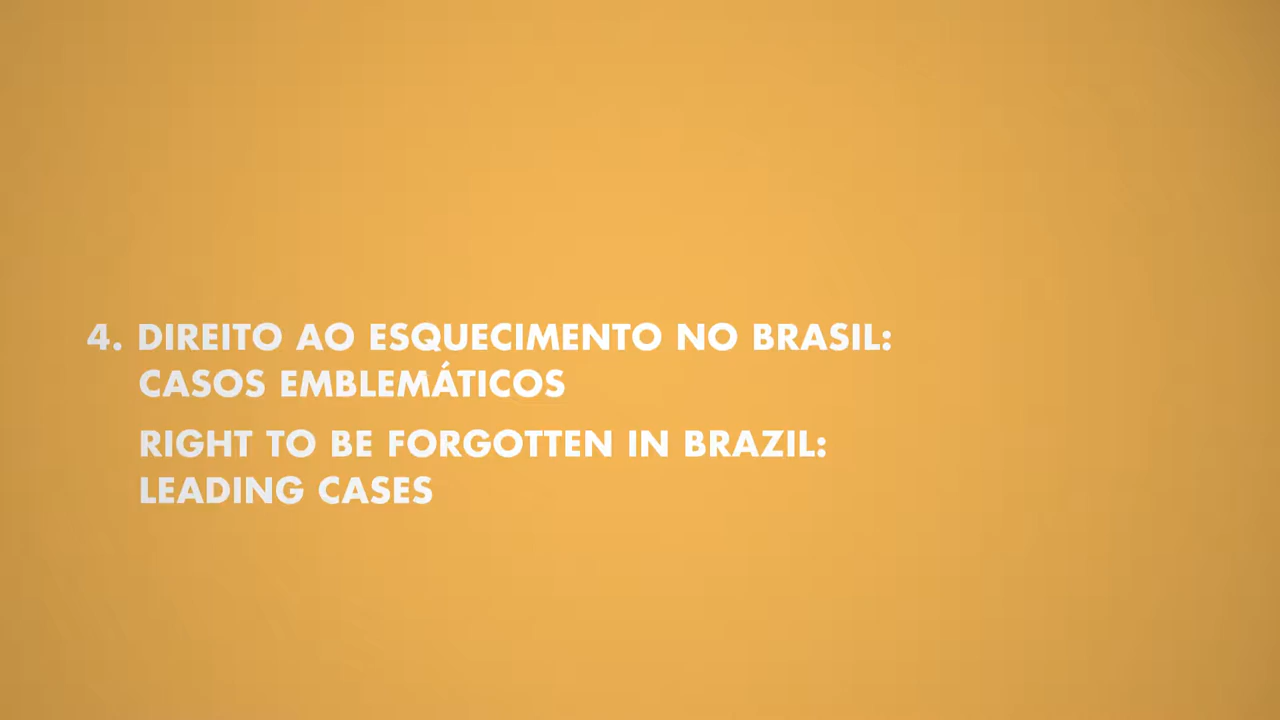 4. DIREITO AO ESQUECIMENTO NO BRASIL:
CASOS EMBLEMÁTICOS
RIGHT TO BE FORGOTTEN IN BRAZIL:
LEADING CASES